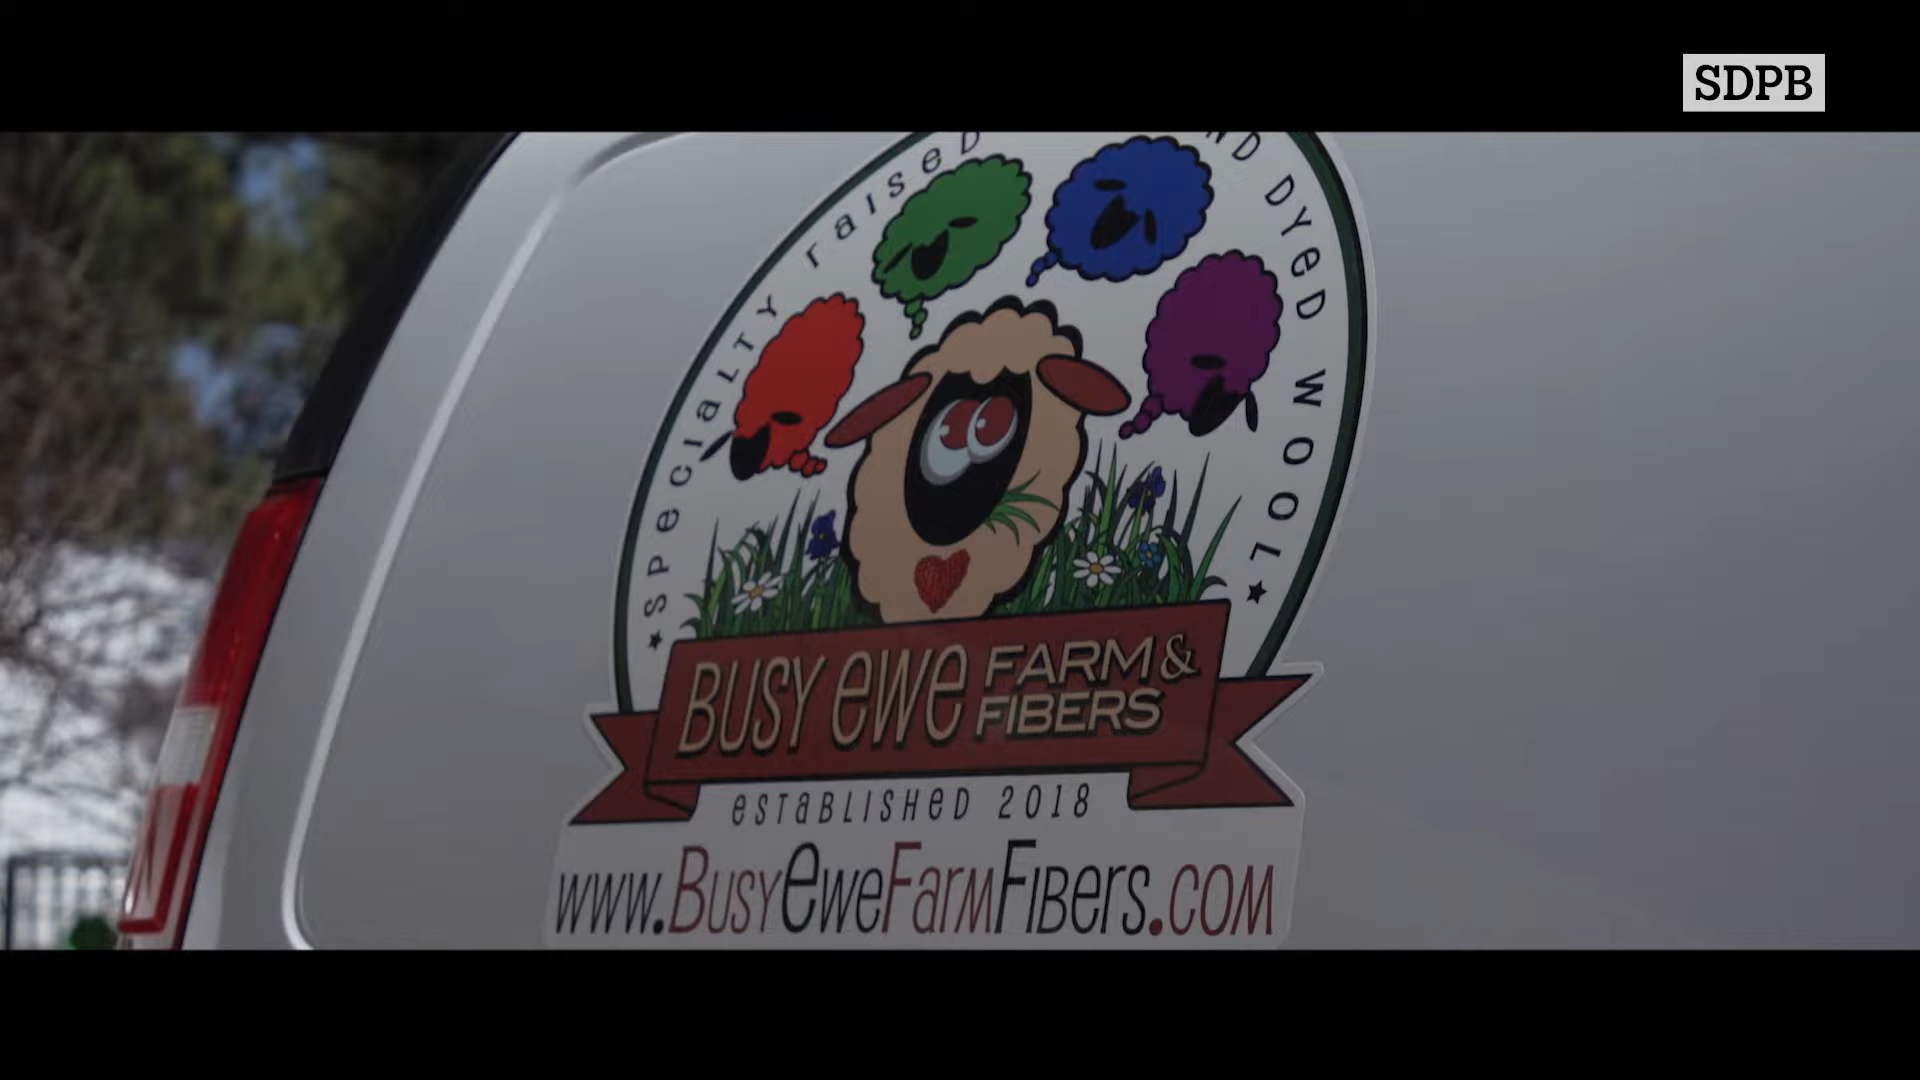 SDPB
★ SPECIALTY raISED
DYED WOOL ★
BUSY eWe FARM &
FIBERS
eSTaBLISHeD 2018
www.BusyeweFarmFibers.com